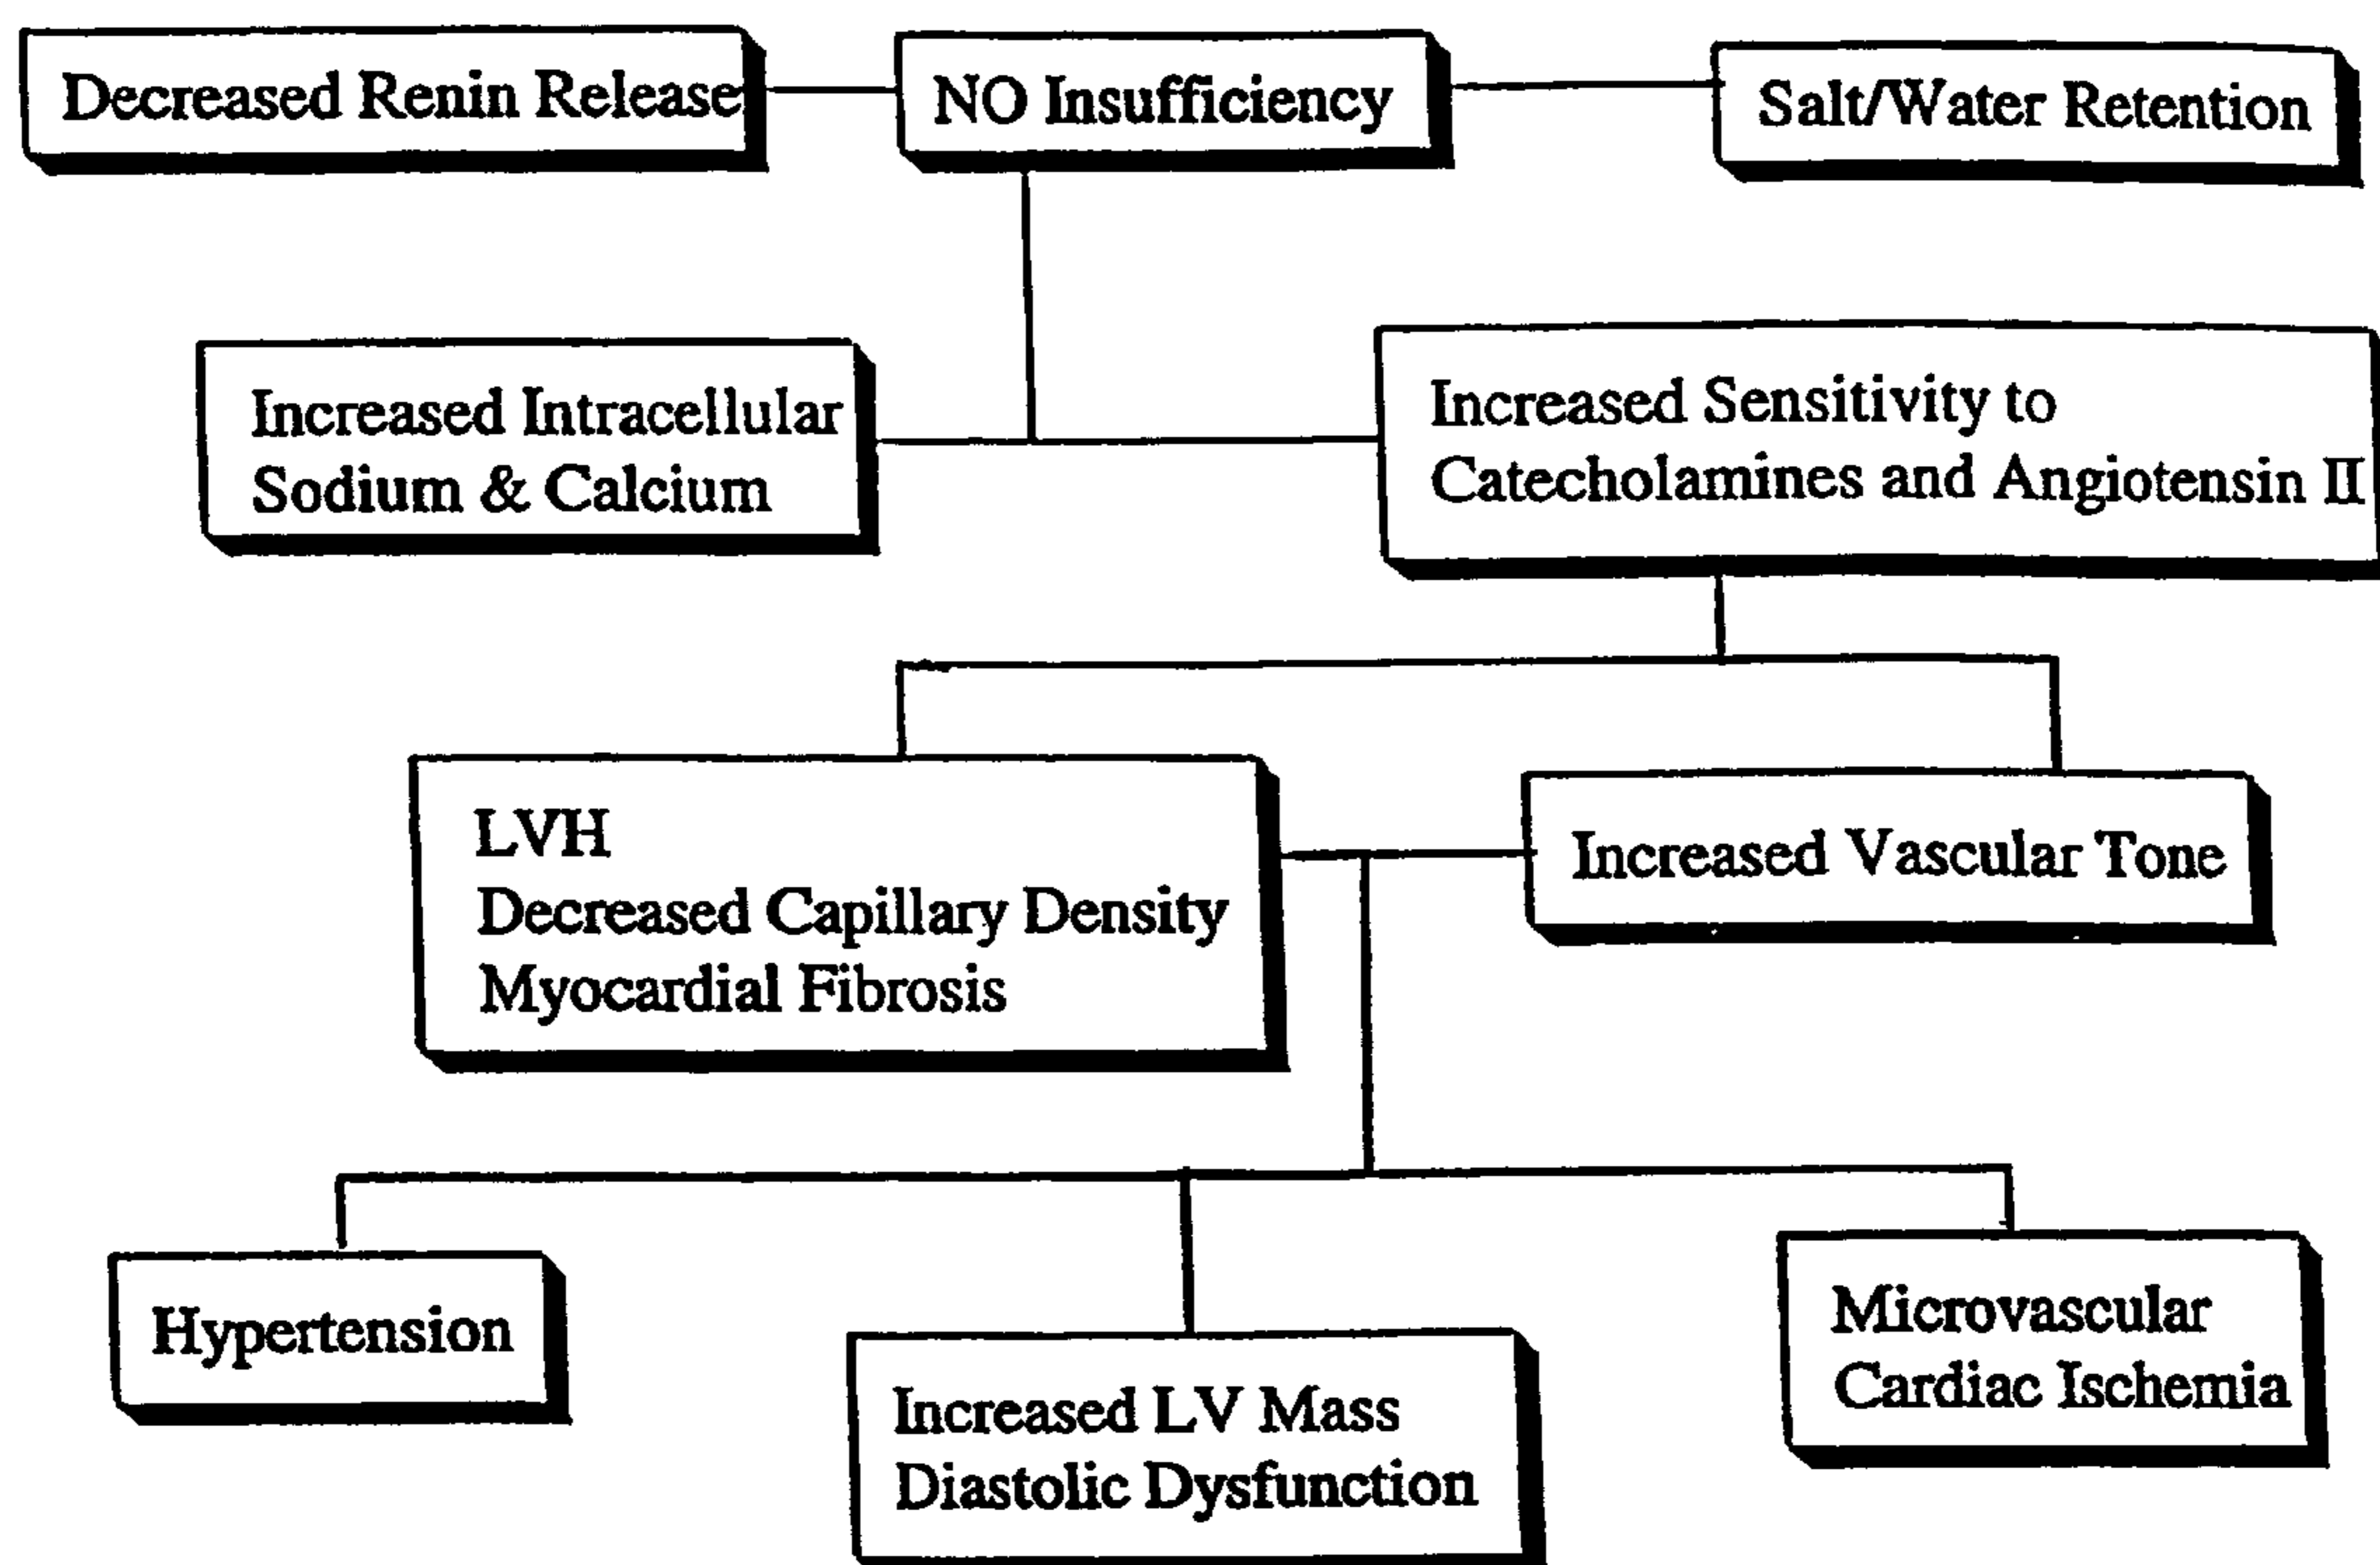 Decreased Renin Release
NO Insufficiency
Salt/Water Retention
Increased Intracellular
Sodium & Calcium
Increased Sensitivity to
Catecholamines and Angiotensin II
LVH
Decreased Capillary Density
Myocardial Fibrosis
Increased Vascular Tone
Hypertension
Increased LV Mass
Diastolic Dysfunction
Microvascular
Cardiac Ischemia